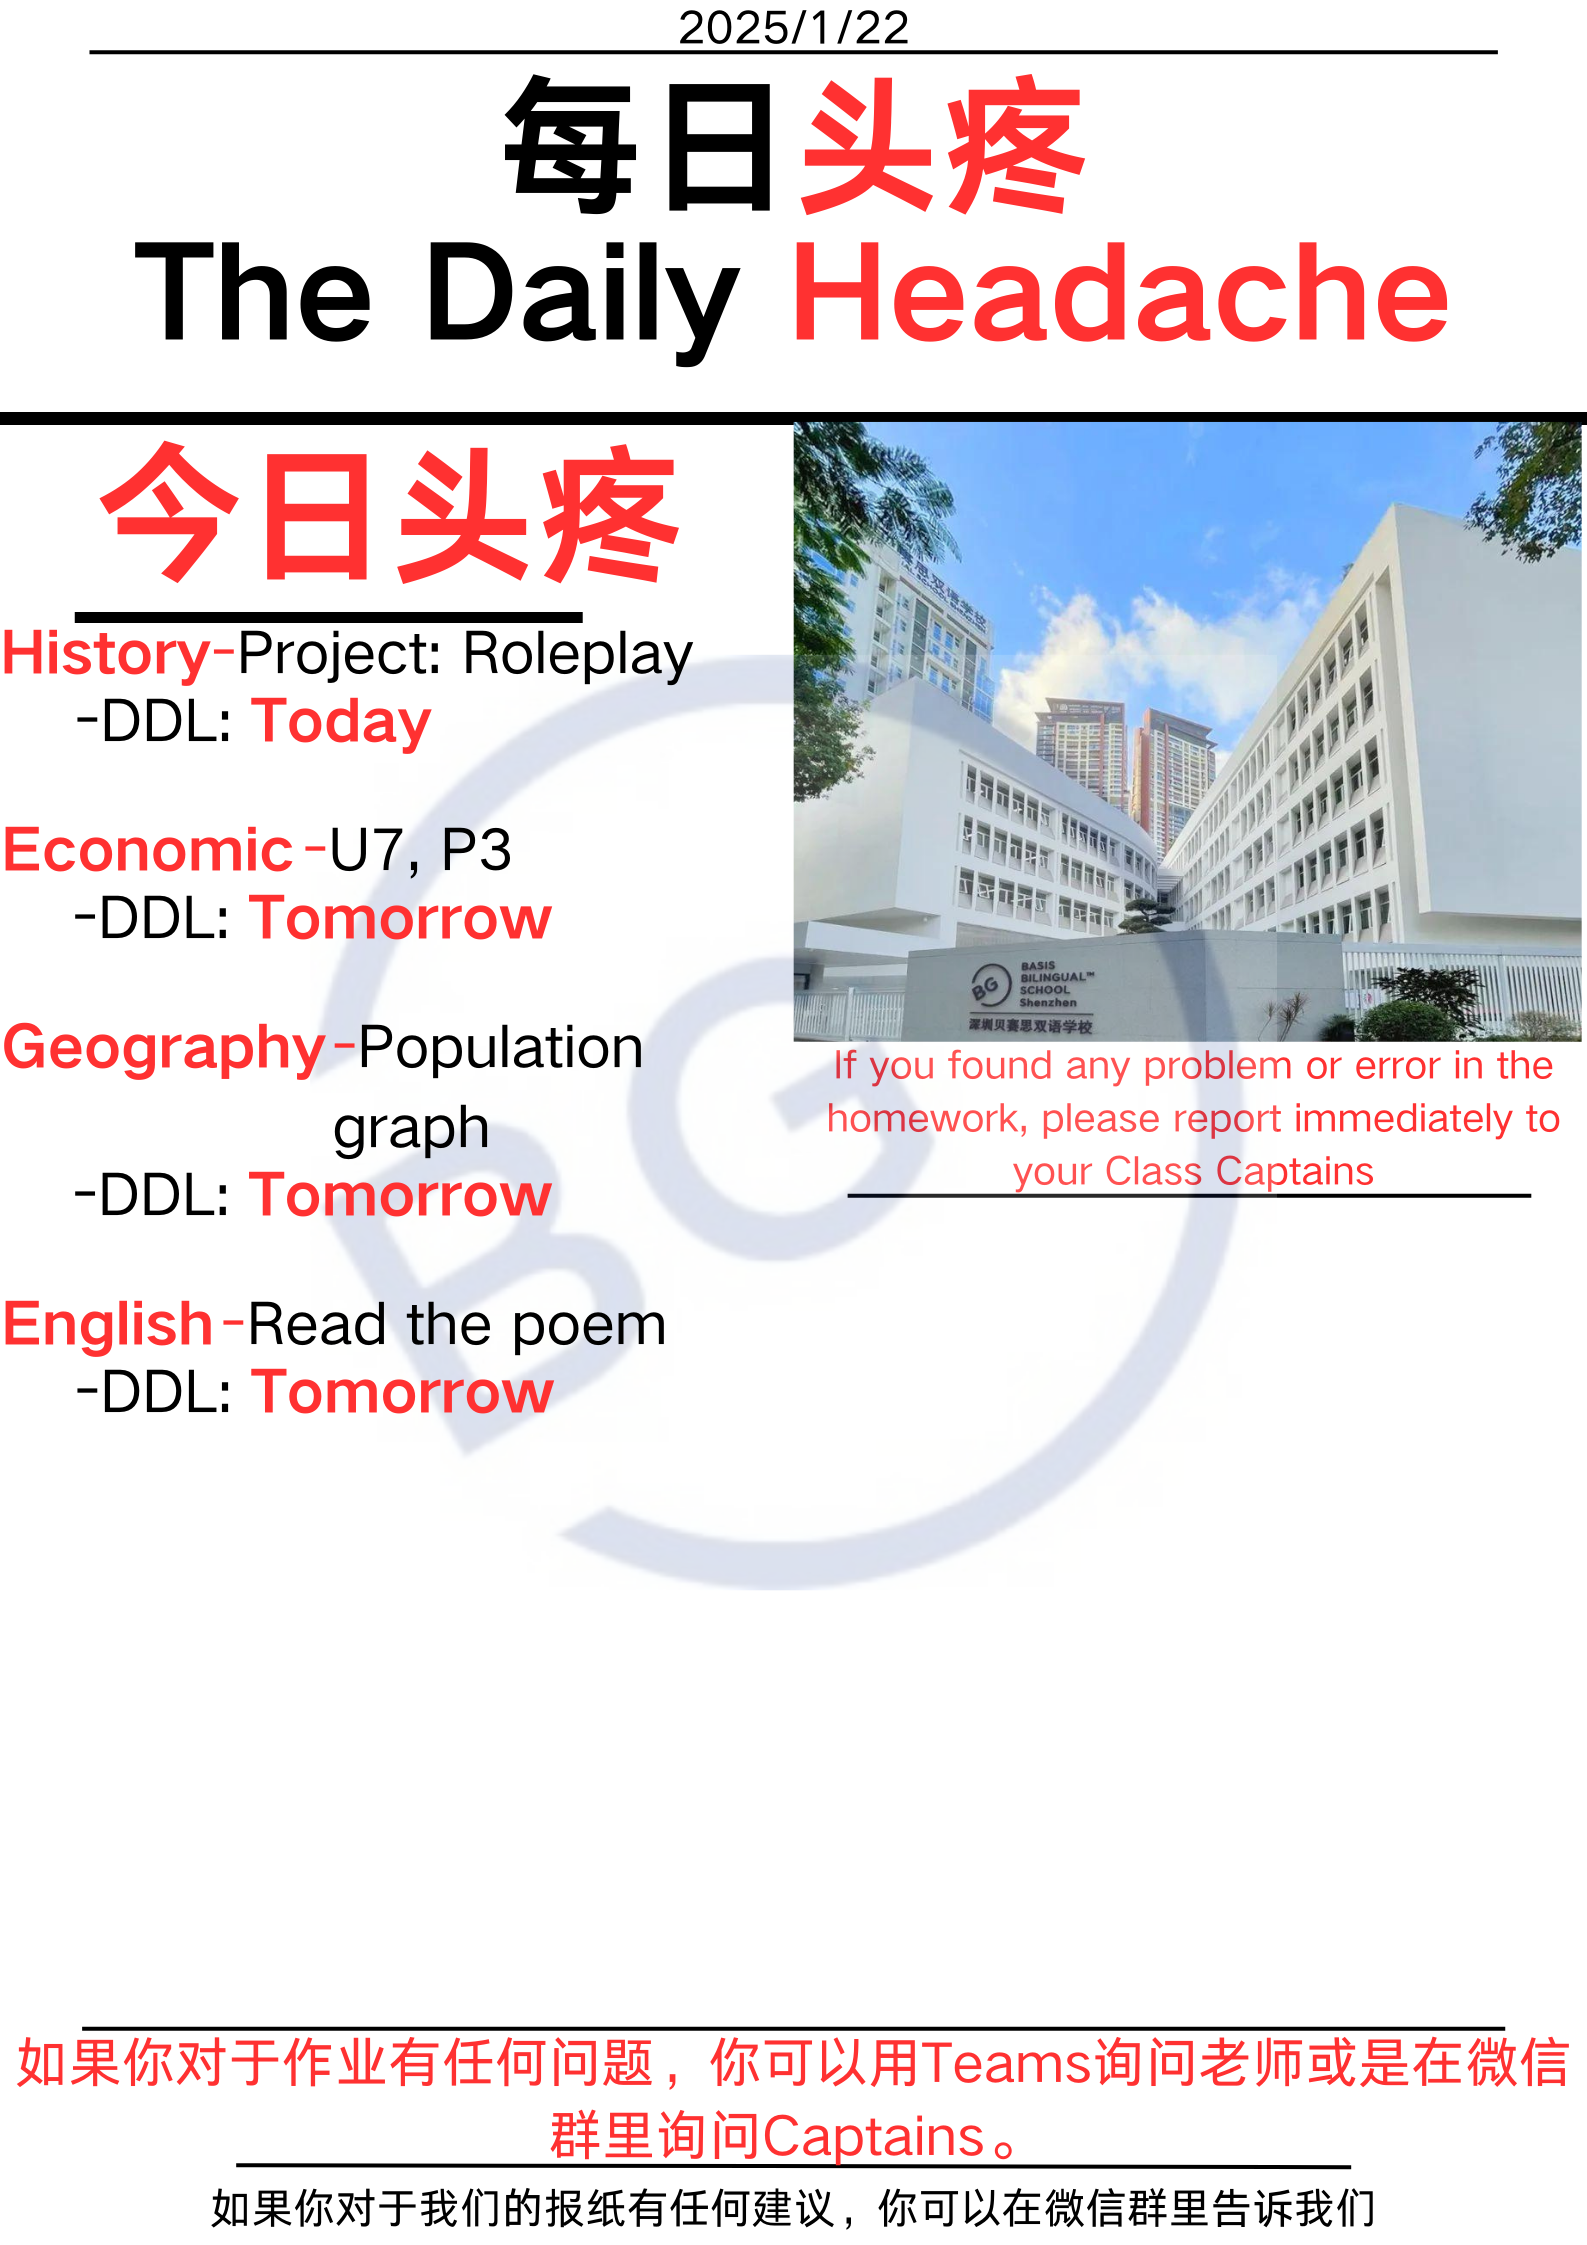 2025/1/22
每日头疼
The Daily Headache
今日头疼
History-Project: Roleplay
-DDL: Today
Economic-U7, P3
-DDL: Tomorrow
Geography-Population
graph
-DDL: Tomorrow
English-Read the poem
-DDL: Tomorrow
BG
思双语学校
BG
BASIS
BILINGUAL™
SCHOOL
Shenzhen
深圳贝赛思双语学校
If you found any problem or error in the
homework, please report immediately to
your Class Captains
如果你对于作业有任何问题，你可以用Teams询问老师或是在微信
群里询问Captains。
如果你对于我们的报纸有任何建议，你可以在微信群里告诉我们